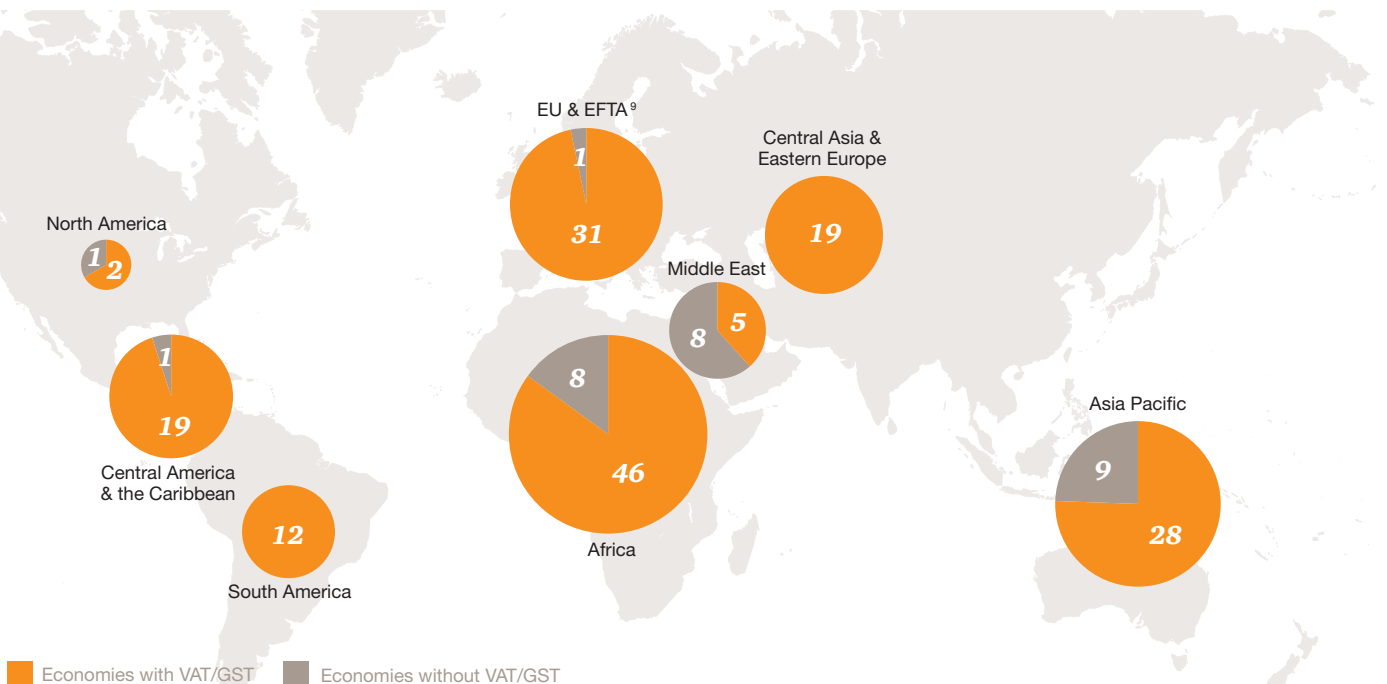 EU & EFTA 9
1
31
Central Asia &
Eastern Europe
19
North America
1
2
Middle East
5
8
Central America
& the Caribbean
1
19
8
46
Africa
Asia Pacific
9
28
12
South America
Economies with VAT/GST
Economies without VAT/GST